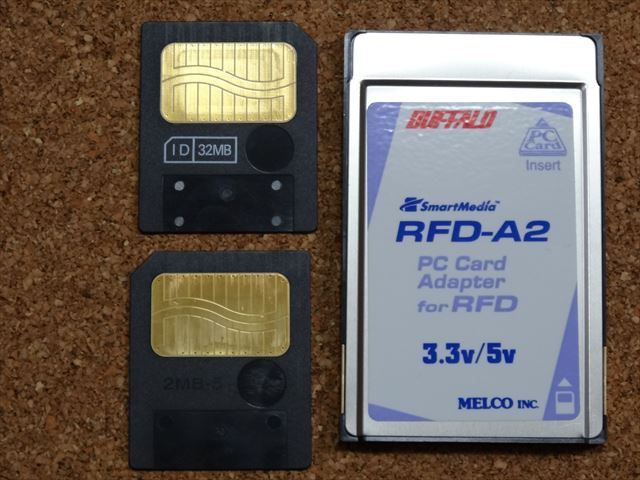 ID 32MB
2MB-5
BUFFALO
PC
Card
Insert
SmartMedia™
RFD-A2
PC Card
Adapter
for RFD
3.3v/5v
MELCO INC.